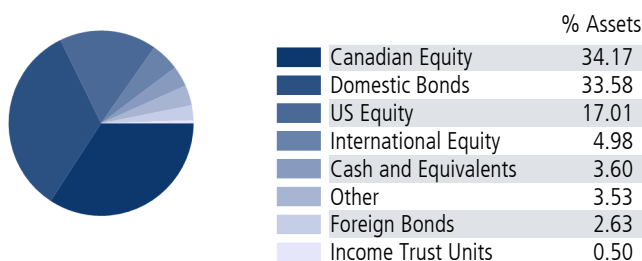 % Assets
Canadian Equity 34.17
Domestic Bonds 33.58
US Equity 17.01
International Equity 4.98
Cash and Equivalents 3.60
Other 3.53
Foreign Bonds 2.63
Income Trust Units 0.50